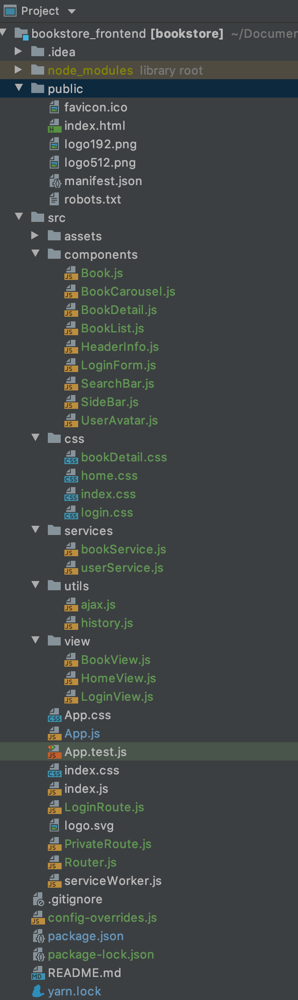 Project
bookstore_frontend [bookstore] ~/Documen
.idea
node_modules library root
public
favicon.ico
index.html
logo192.png
logo512.png
manifest.json
robots.txt
src
assets
components
Book.js
BookCarousel.js
BookDetail.js
BookList.js
HeaderInfo.js
LoginForm.js
SearchBar.js
SideBar.js
UserAvatar.js
css
bookDetail.css
home.css
index.css
login.css
services
bookService.js
userService.js
utils
ajax.js
history.js
view
BookView.js
HomeView.js
LoginView.js
App.css
App.js
App.test.js
index.css
index.js
LoginRoute.js
logo.svg
PrivateRoute.js
Router.js
serviceWorker.js
.gitignore
config-overrides.js
package.json
package-lock.json
README.md
yarn.lock